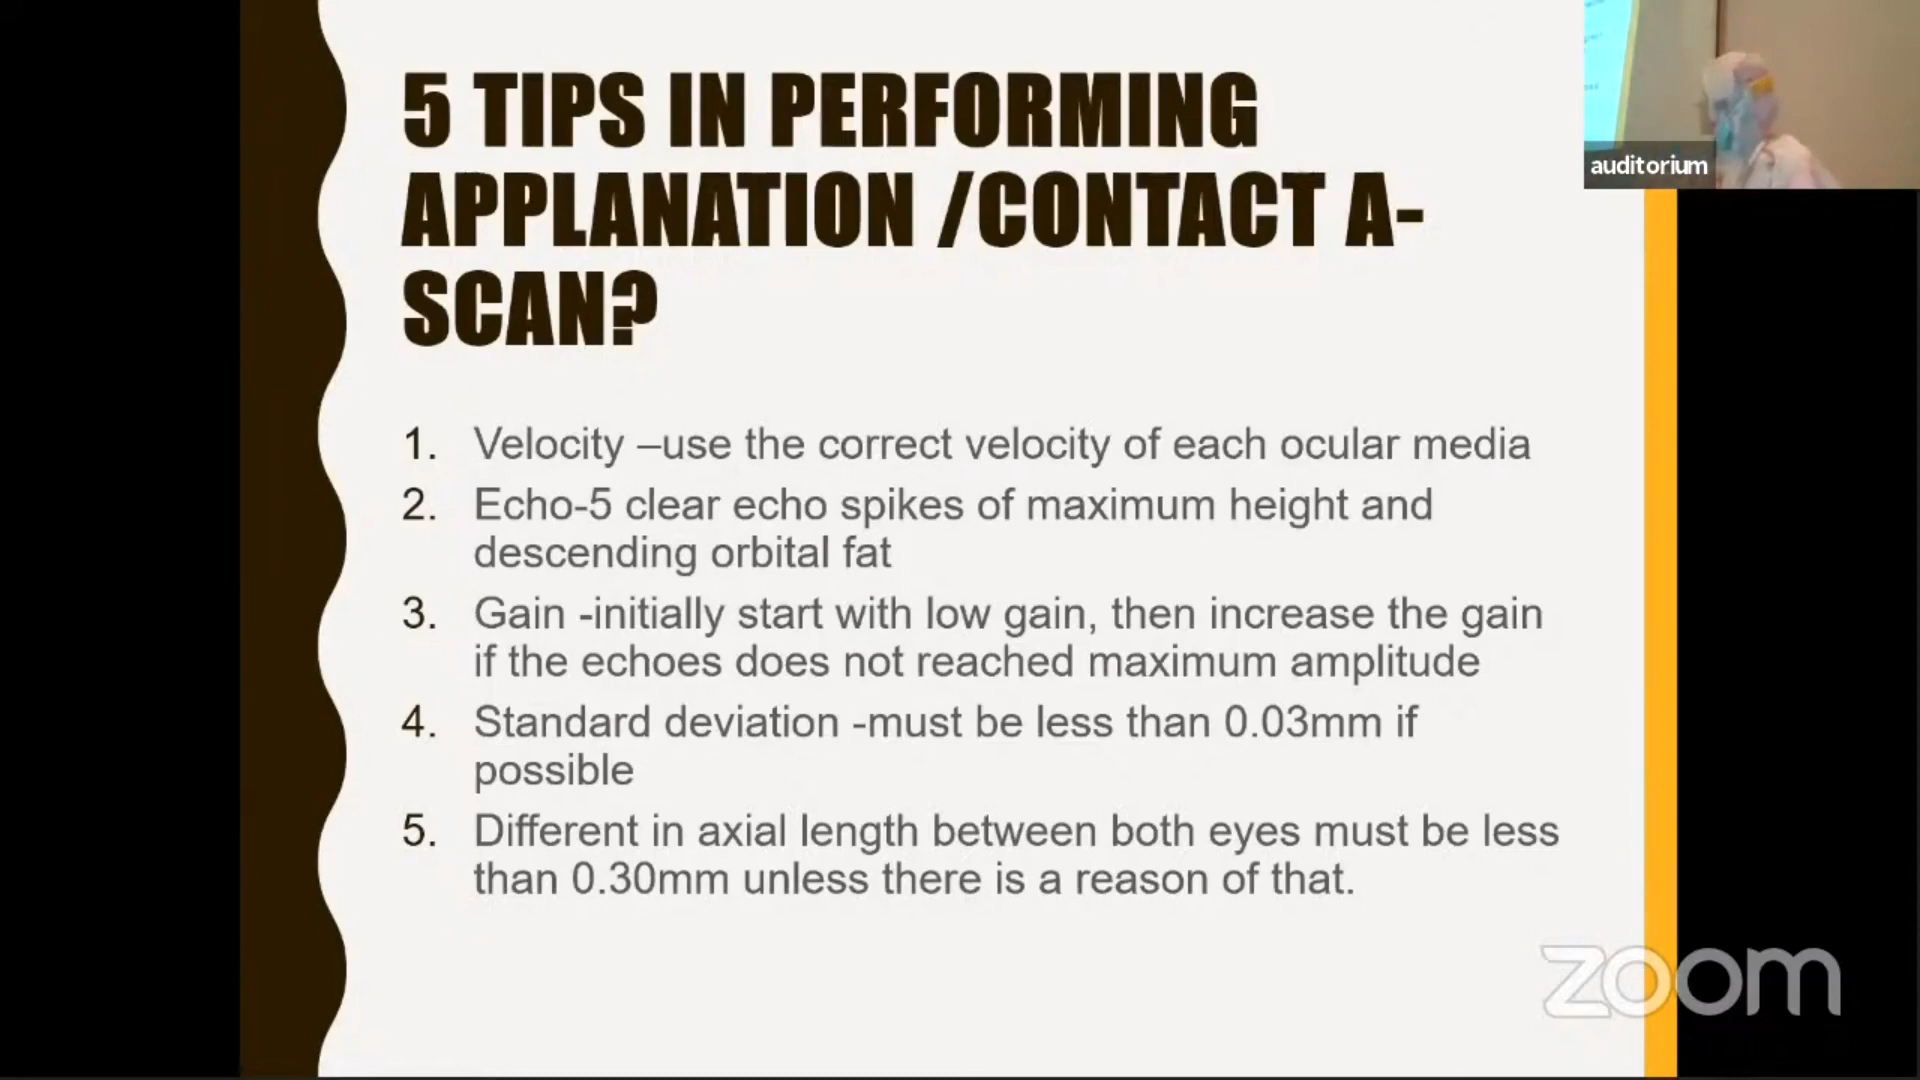 5 TIPS IN PERFORMING
APPLANATION /CONTACT A-
SCAN?
auditorium
1. Velocity –use the correct velocity of each ocular media
2. Echo-5 clear echo spikes of maximum height and
descending orbital fat
3. Gain -initially start with low gain, then increase the gain
if the echoes does not reached maximum amplitude
4. Standard deviation -must be less than 0.03mm if
possible
5. Different in axial length between both eyes must be less
than 0.30mm unless there is a reason of that.
zoom